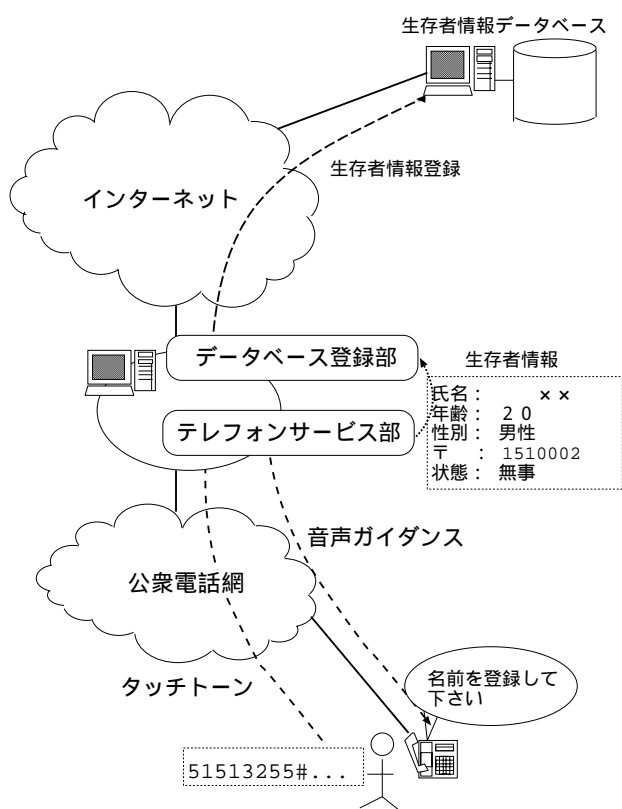 生存者情報データベース
生存者情報登録
インターネット
データベース登録部
生存者情報
氏名： ××
年齢： 20
性別： 男性
〒 ： 1510002
状態： 無事
テレフォンサービス部
音声ガイダンス
公衆電話網
タッチトーン
名前を登録して
下さい
51513255#...